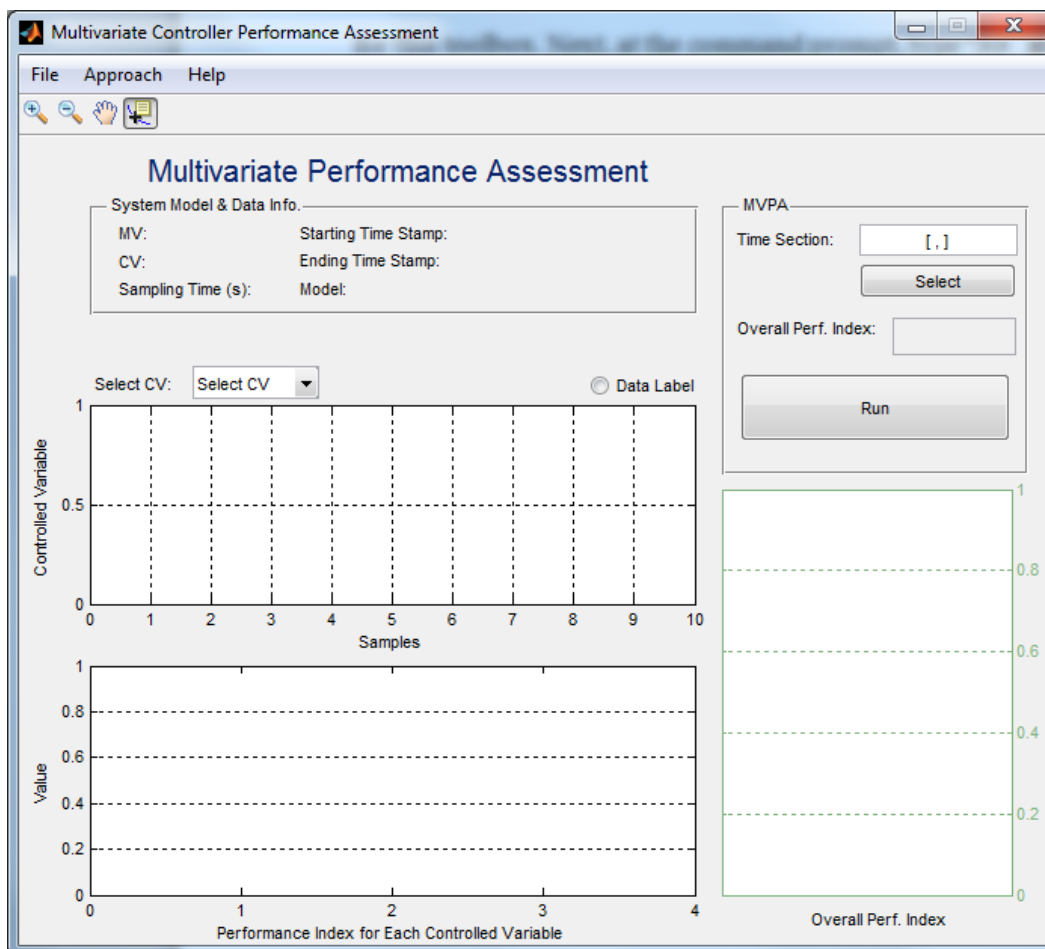 Multivariate Controller Performance Assessment
File Approach Help
Multivariate Performance Assessment
System Model & Data Info.
MV: Starting Time Stamp:
CV: Ending Time Stamp:
Sampling Time (s): Model:
MVPA
Time Section: [ , ]
Select
Overall Perf. Index:
Run
Select CV: Select CV Data Label
Controlled Variable
1
0.5
0
0 1 2 3 4 5 6 7 8 9 10
Samples
Value
1
0.8
0.6
0.4
0.2
0
0 1 2 3 4
Performance Index for Each Controlled Variable
1
0.8
0.6
0.4
0.2
0
Overall Perf. Index